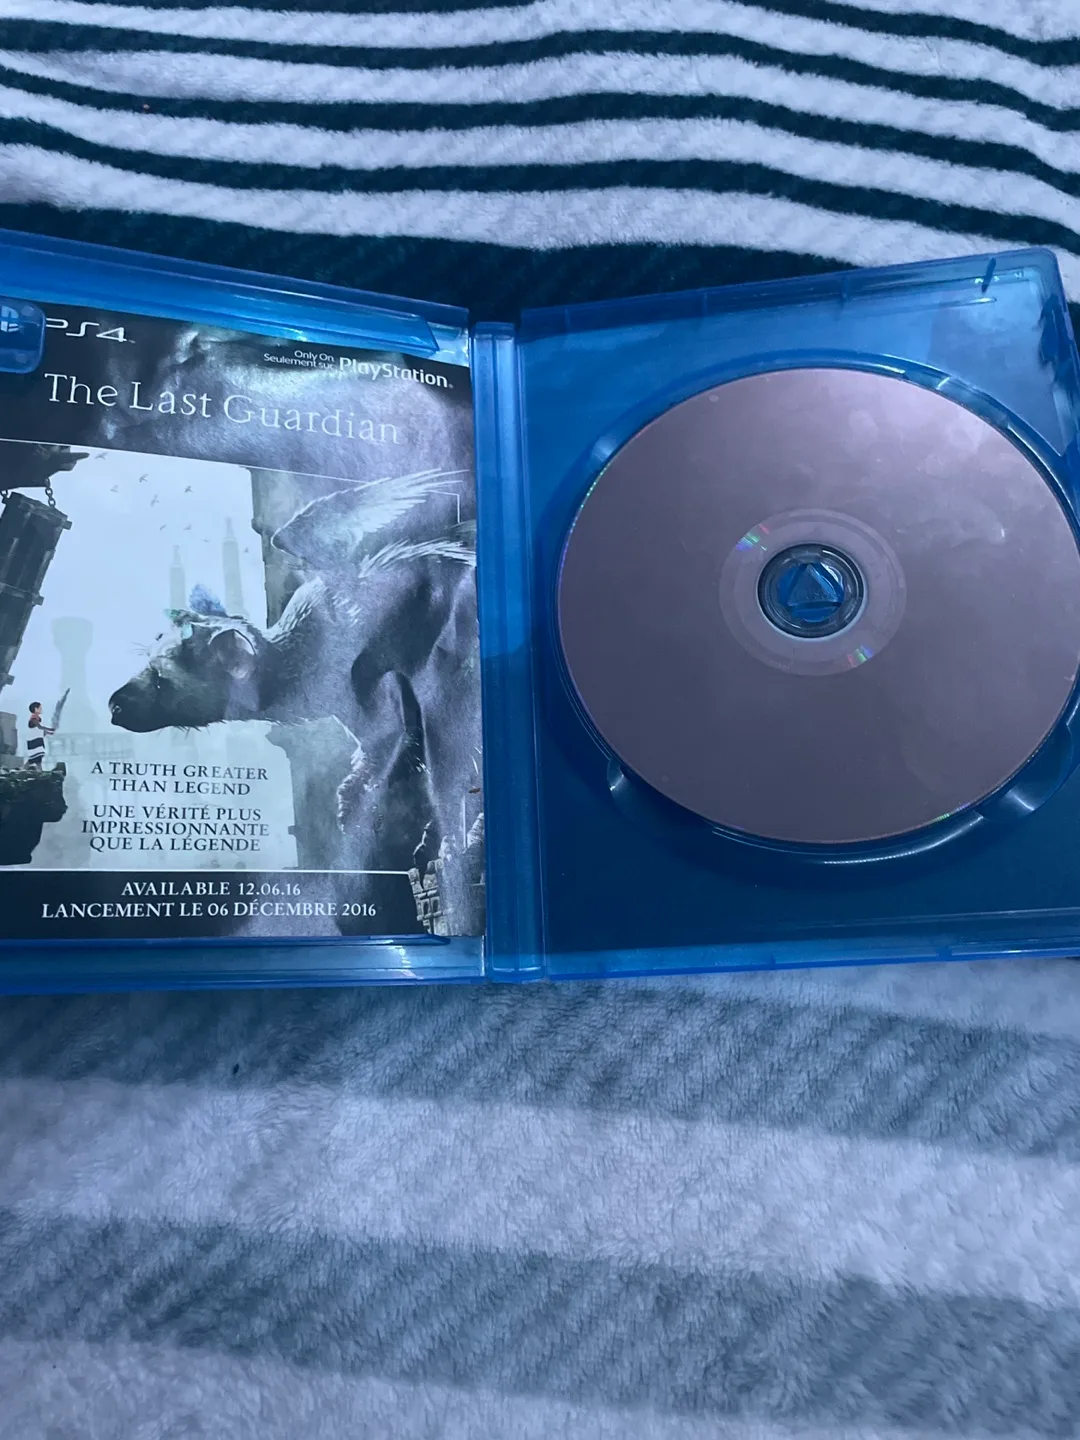 PS4
Only On
Seulement sur
PlayStation®
The Last Guardian
A TRUTH GREATER
THAN LEGEND
UNE VÉRITÉ PLUS
IMPRESSIONNANTE
QUE LA LÉGENDE
AVAILABLE 12.06.16
LANCEMENT LE 06 DÉCEMBRE 2016